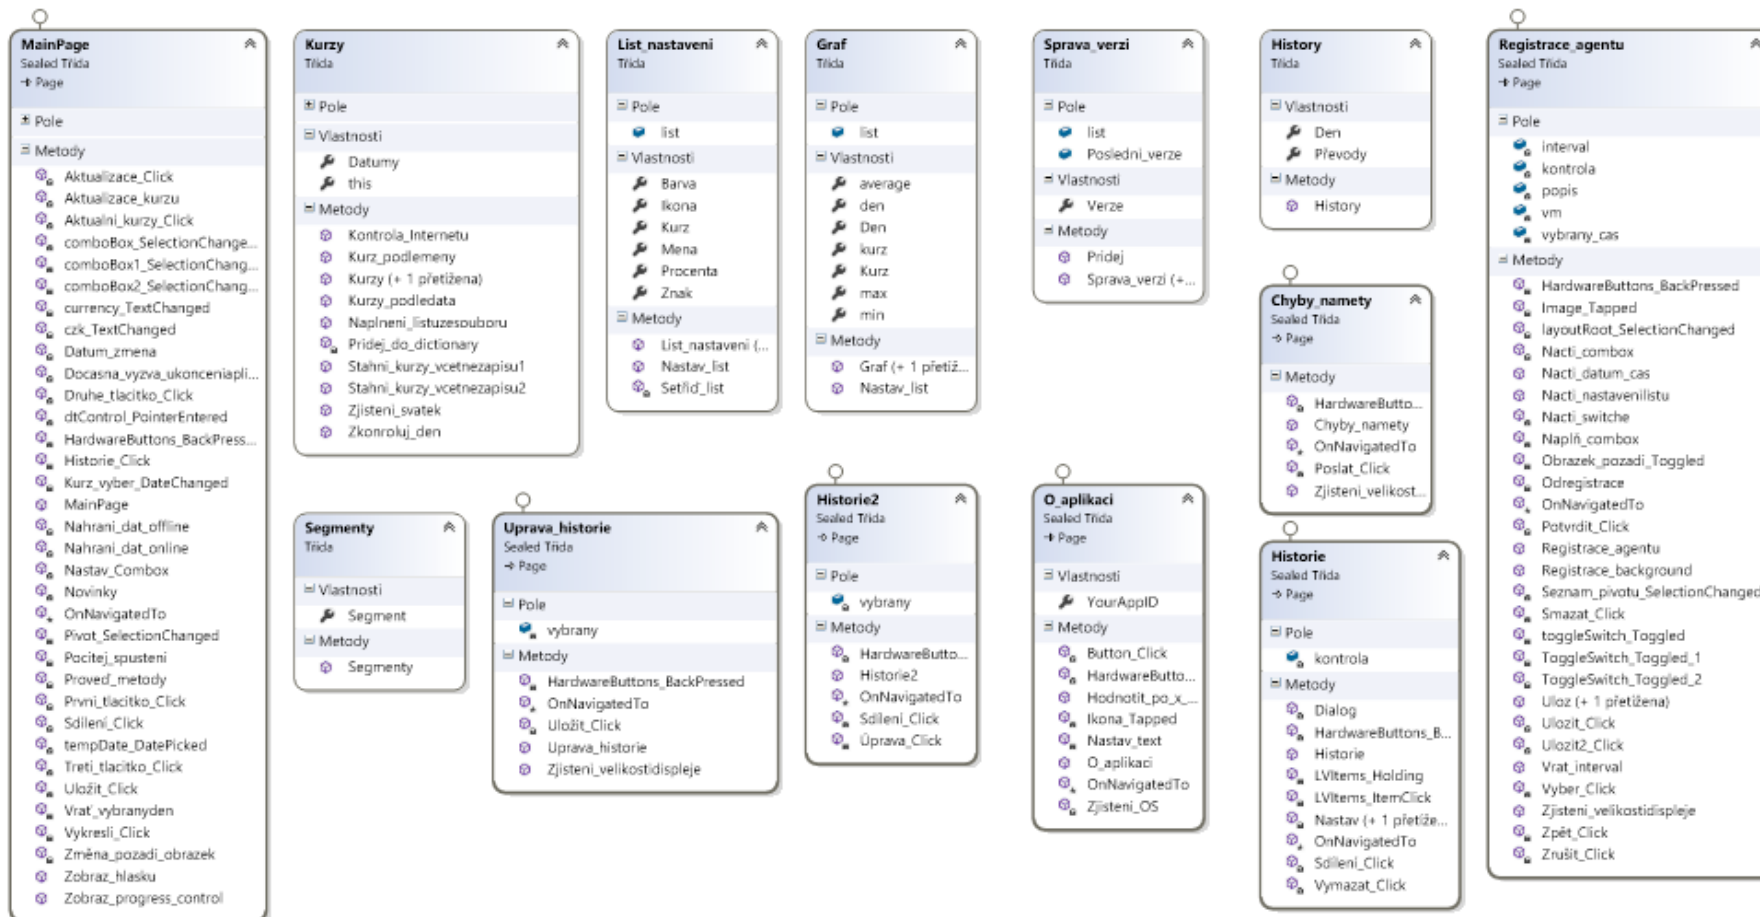 MainPage
Sealed Třída
Page
Pole
Metody
Aktualizace_Click
Aktualizace_kurzu
Aktualni_kurzy_Click
comboBox_SelectionChange...
comboBox1_SelectionChang...
comboBox2_SelectionChang...
currency_TextChanged
czk_TextChanged
Datum_zmena
Docasna_vyzva_ukonceniapli...
Druhe_tlacitko_Click
dtControl_PointerEntered
HardwareButtons_BackPress...
Historie_Click
Kurz_vyber_DateChanged
MainPage
Nahrani_dat_offline
Nahrani_dat_online
Nastav_Combox
Novinky
OnNavigatedTo
Pivot_SelectionChanged
Pocitej_spusteni
Proveď_metody
Prvni_tlacitko_Click
Sdileni_Click
tempDate_DatePicked
Treti_tlacitko_Click
Uložit_Click
Vrať_vybranyden
Vykresli_Click
Změna_pozadi_obrazek
Zobraz_hlasku
Zobraz_progress_control
Kurzy
Třída
Pole
Vlastnosti
Datumy
this
Metody
Kontrola_Internetu
Kurz_podlemeny
Kurzy (+ 1 přetížena)
Kurzy_podledata
Naplneni_listuzesouboru
Pridej_do_dictionary
Stahni_kurzy_vcetnezapisu1
Stahni_kurzy_vcetnezapisu2
Zjisteni_svatek
Zkonroluj_den
List_nastaveni
Třída
Pole
list
Vlastnosti
Barva
Ikona
Kurz
Mena
Procenta
Znak
Metody
List_nastaveni (...
Nastav_list
Setřiď_list
Graf
Třída
Pole
list
Vlastnosti
average
den
Den
kurz
Kurz
max
min
Metody
Graf (+ 1 přetíž...
Nastav_list
Sprava_verzi
Třída
Pole
list
Posledni_verze
Vlastnosti
Verze
Metody
Pridej
Sprava_verzi (+...
History
Třída
Vlastnosti
Den
Převody
Metody
History
Chyby_namety
Sealed Třída
Page
Metody
HardwareButto...
Chyby_namety
OnNavigatedTo
Poslat_Click
Zjisteni_velikost...
Registrace_agentu
Sealed Třída
Page
Pole
interval
kontrola
popis
vm
vybrany_cas
Metody
HardwareButtons_BackPressed
Image_Tapped
layoutRoot_SelectionChanged
Nacti_combox
Nacti_datum_cas
Nacti_nastavenilistu
Nacti_switche
Naplň_combox
Obrazek_pozadi_Toggled
Odregistrace
OnNavigatedTo
Potvrdit_Click
Registrace_agentu
Registrace_background
Seznam_pivotu_SelectionChanged
Smazat_Click
toggleSwitch_Toggled
ToggleSwitch_Toggled_1
ToggleSwitch_Toggled_2
Uloz (+ 1 přetížena)
Ulozit_Click
Ulozit2_Click
Vrat_interval
Vyber_Click
Zjisteni_velikostidispleje
Zpět_Click
Zrušit_Click
Segmenty
Třída
Vlastnosti
Segment
Metody
Segmenty
Uprava_historie
Sealed Třída
Page
Pole
vybrany
Metody
HardwareButtons_BackPressed
OnNavigatedTo
Uložit_Click
Uprava_historie
Zjisteni_velikostidispleje
Historie2
Sealed Třída
Page
Pole
vybrany
Metody
HardwareButto...
Historie2
OnNavigatedTo
Sdileni_Click
Uprava_Click
O_aplikaci
Sealed Třída
Page
Vlastnosti
YourAppID
Metody
Button_Click
HardwareButto...
Hodnotit_po_x_...
Ikona_Tapped
Nastav_text
O_aplikaci
OnNavigatedTo
Zjisteni_OS
Historie
Sealed Třída
Page
Pole
kontrola
Metody
Dialog
HardwareButtons_B...
Historie
LVItems_Holding
LVItems_ItemClick
Nastav (+ 1 přetíže...
OnNavigatedTo
Sdileni_Click
Vymazat_Click